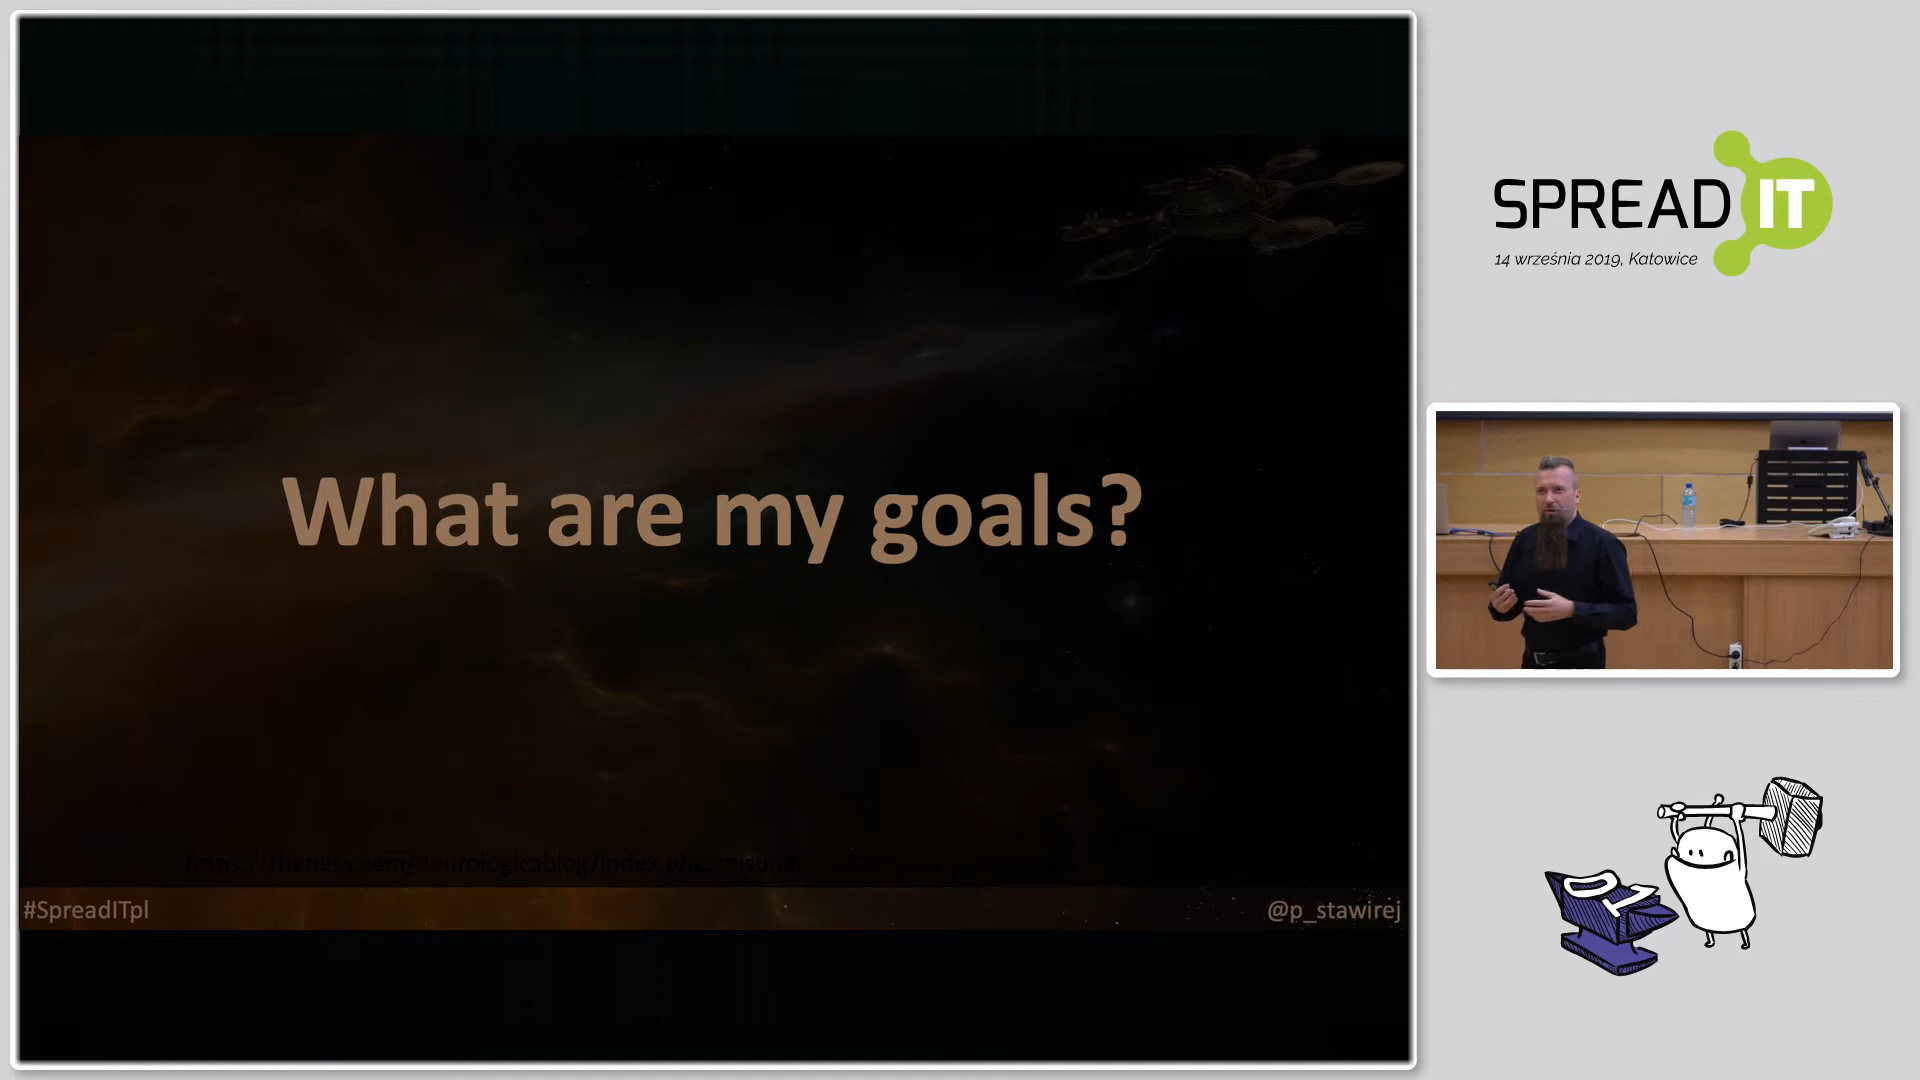 What are my goals?
#SpreadITpl
@p_stawirej
SPREAD IT
14 września 2019, Katowice